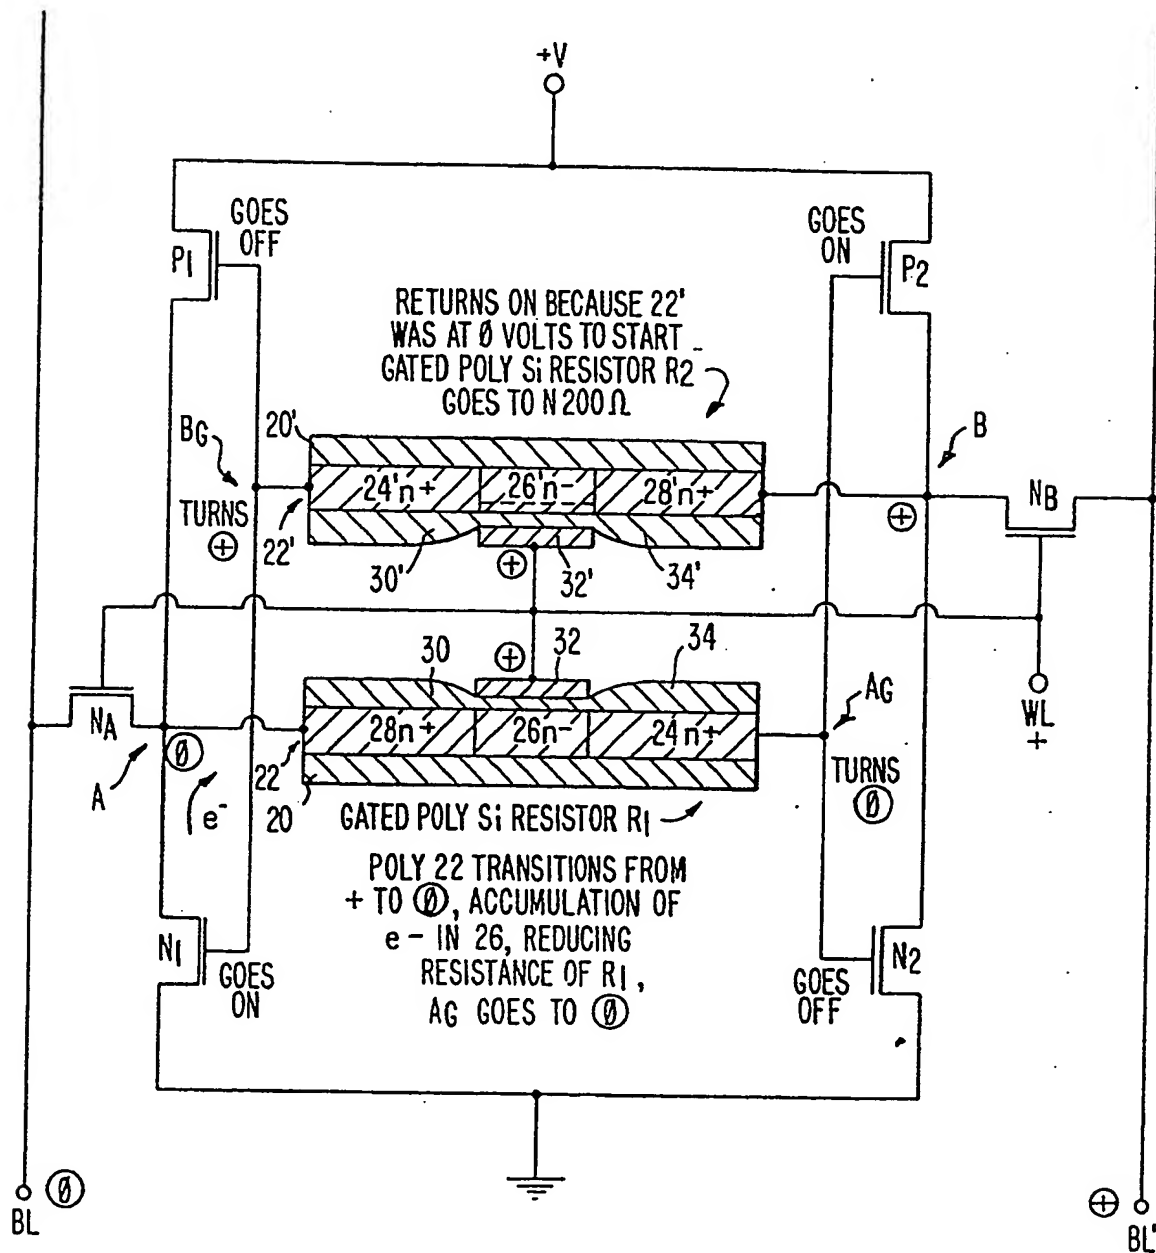 +V
GOES
OFF
P1
GOES
ON
P2
RETURNS ON BECAUSE 22'
WAS AT Ø VOLTS TO START
GATED POLY Si RESISTOR R2
GOES TO N 200 Ω
20'
BG
B
24'n+
26'n-
28'n+
NB
TURNS
+
22'
+
30'
+
32'
34'
+
30
32
34
AG
NA
28n+
26n-
24n+
WL
+
A
Ø
e-
22
20
TURNS
Ø
GATED POLY Si RESISTOR R1
POLY 22 TRANSITIONS FROM
+ TO Ø, ACCUMULATION OF
e- IN 26, REDUCING
RESISTANCE OF R1,
AG GOES TO Ø
N1
GOES
ON
N2
GOES
OFF
Ø
BL
+
BL'